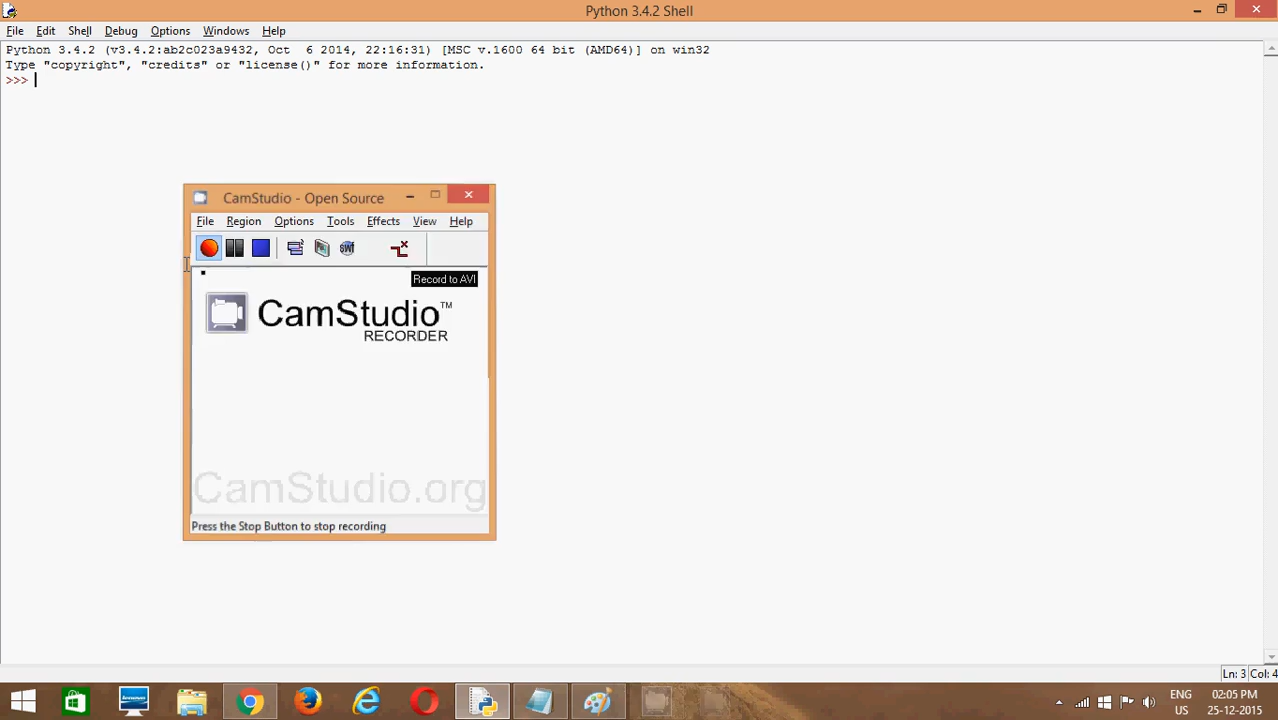 Python 3.4.2 Shell
File Edit Shell Debug Options Windows Help
Python 3.4.2 (v3.4.2:ab2c023a9432, Oct  6 2014, 22:16:31) [MSC v.1600 64 bit (AMD64)] on win32
Type "copyright", "credits" or "license()" for more information.
>>>
CamStudio - Open Source
File Region Options Tools Effects View Help
SWF
Record to AVI
CamStudio™
RECORDER
CamStudio.org
Press the Stop Button to stop recording
Ln: 3 Col: 4
ENG 02:05 PM
US 25-12-2015